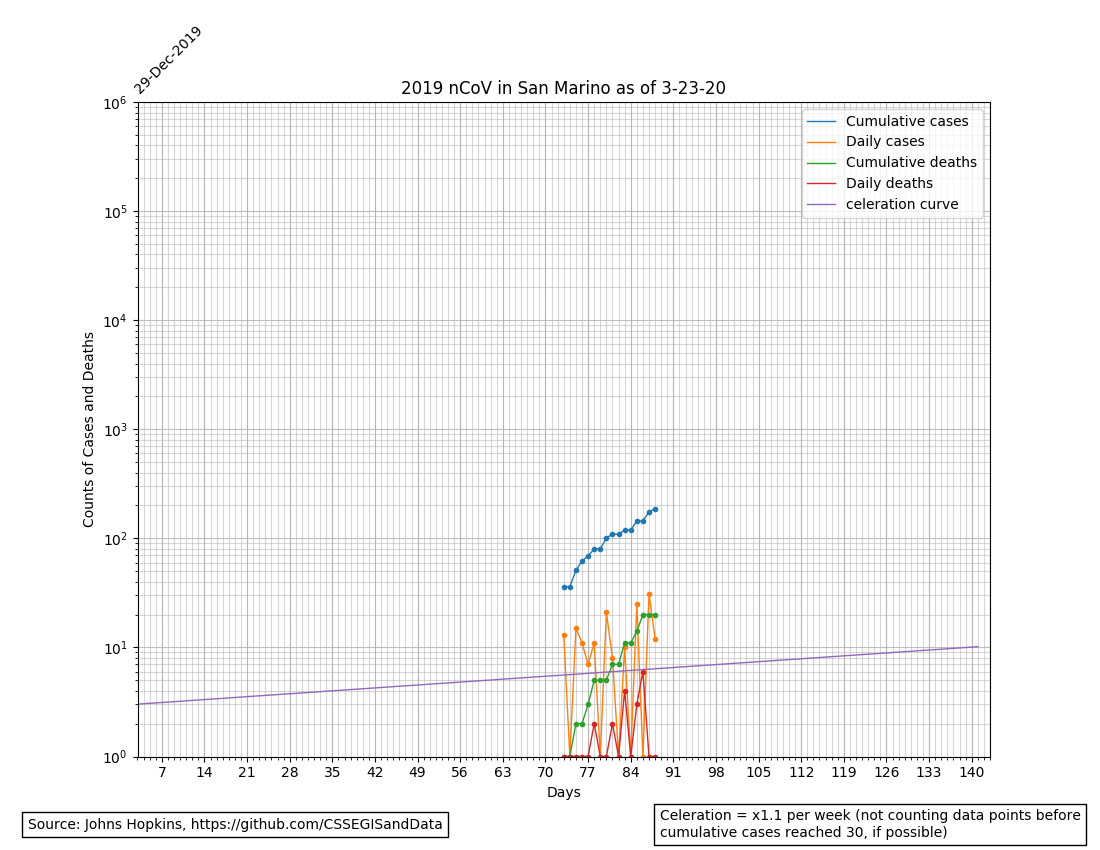 29-Dec-2019
2019 nCoV in San Marino as of 3-23-20
10⁶
10⁵
10⁴
10³
10²
10¹
10⁰
Counts of Cases and Deaths
Cumulative cases
Daily cases
Cumulative deaths
Daily deaths
celeration curve
7 14 21 28 35 42 49 56 63 70 77 84 91 98 105 112 119 126 133 140
Days
Source: Johns Hopkins, https://github.com/CSSEGISandData
Celeration = x1.1 per week (not counting data points before
cumulative cases reached 30, if possible)